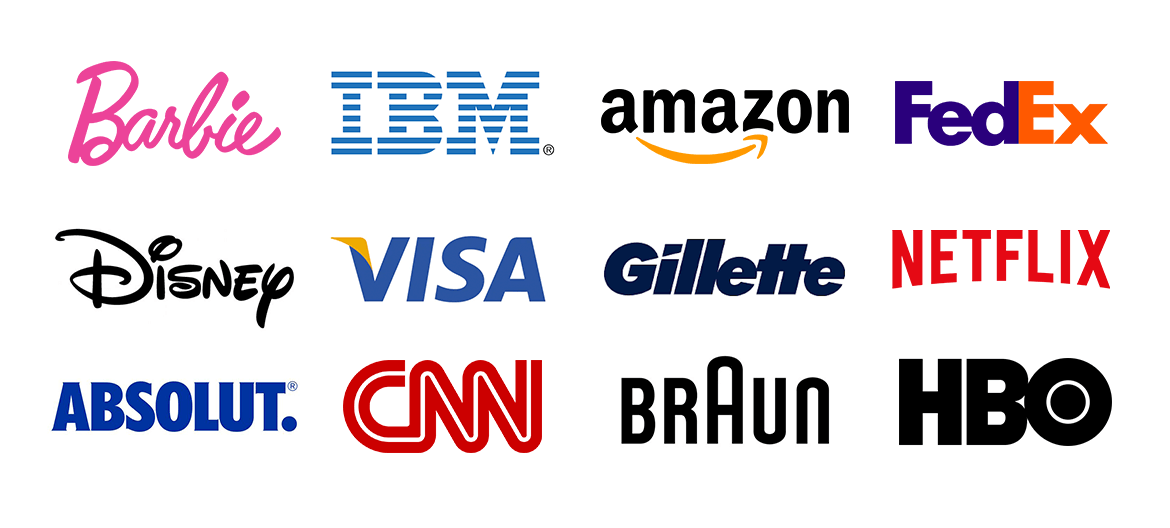 Barbie IBM® amazon FedEx
Disney VISA Gillette NETFLIX
ABSOLUT.® CNN BRAUN HBO